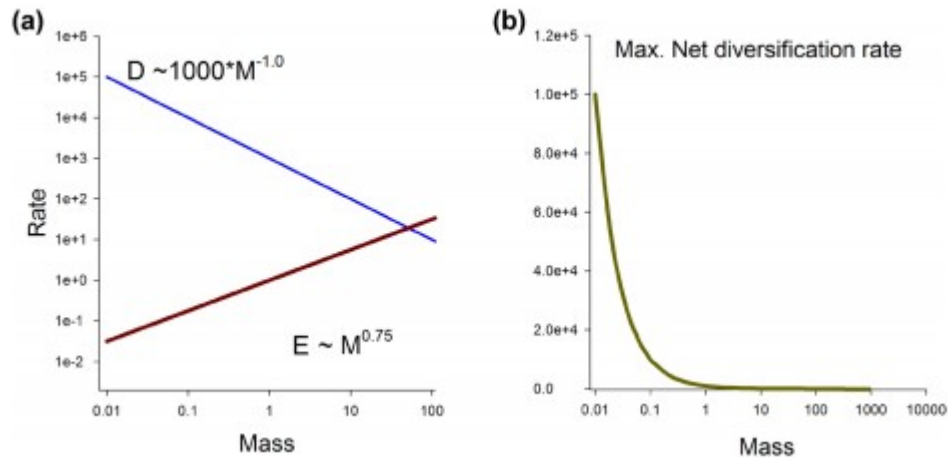 (a)
1e+6
1e+5
1e+4
1e+3
1e+2
1e+1
1e+0
1e-1
1e-2
Rate
D ~1000*M^-1.0
E ~ M^0.75
0.01 0.1 1 10 100
Mass
(b)
1.2e+5
1.0e+5
8.0e+4
6.0e+4
4.0e+4
2.0e+4
0.0
Max. Net diversification rate
0.01 0.1 1 10 100 1000 10000
Mass